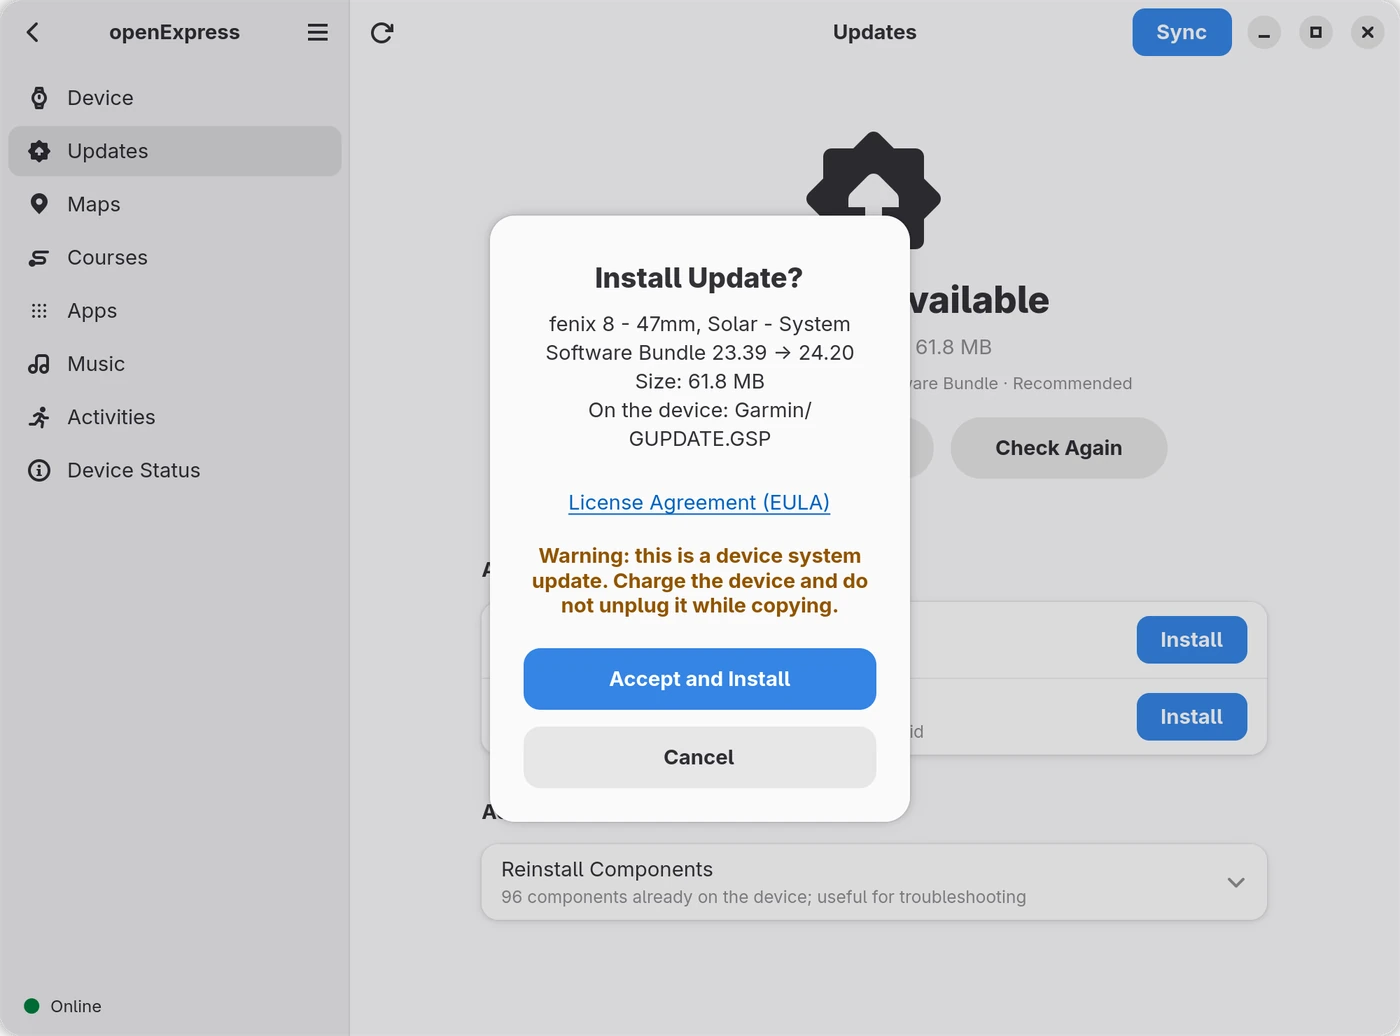 openExpress
Updates
Sync
Device
Updates
Maps
Courses
Apps
Music
Activities
Device Status
Online
61.8 MB
Bundle · Recommended
Check Again
Install
Install
Reinstall Components
96 components already on the device; useful for troubleshooting
Install Update?
fenix 8 - 47mm, Solar - System
Software Bundle 23.39 → 24.20
Size: 61.8 MB
On the device: Garmin/
GUPDATE.GSP
License Agreement (EULA)
Warning: this is a device system
update. Charge the device and do
not unplug it while copying.
Accept and Install
Cancel